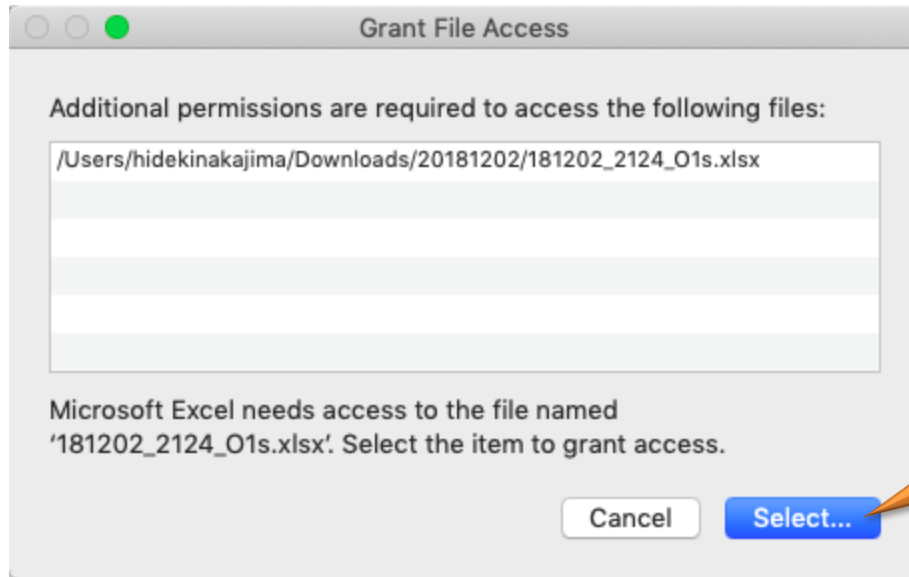 Grant File Access
Additional permissions are required to access the following files:
/Users/hidekinakajima/Downloads/20181202/181202_2124_O1s.xlsx
Microsoft Excel needs access to the file named
‘181202_2124_O1s.xlsx’. Select the item to grant access.
Cancel
Select...